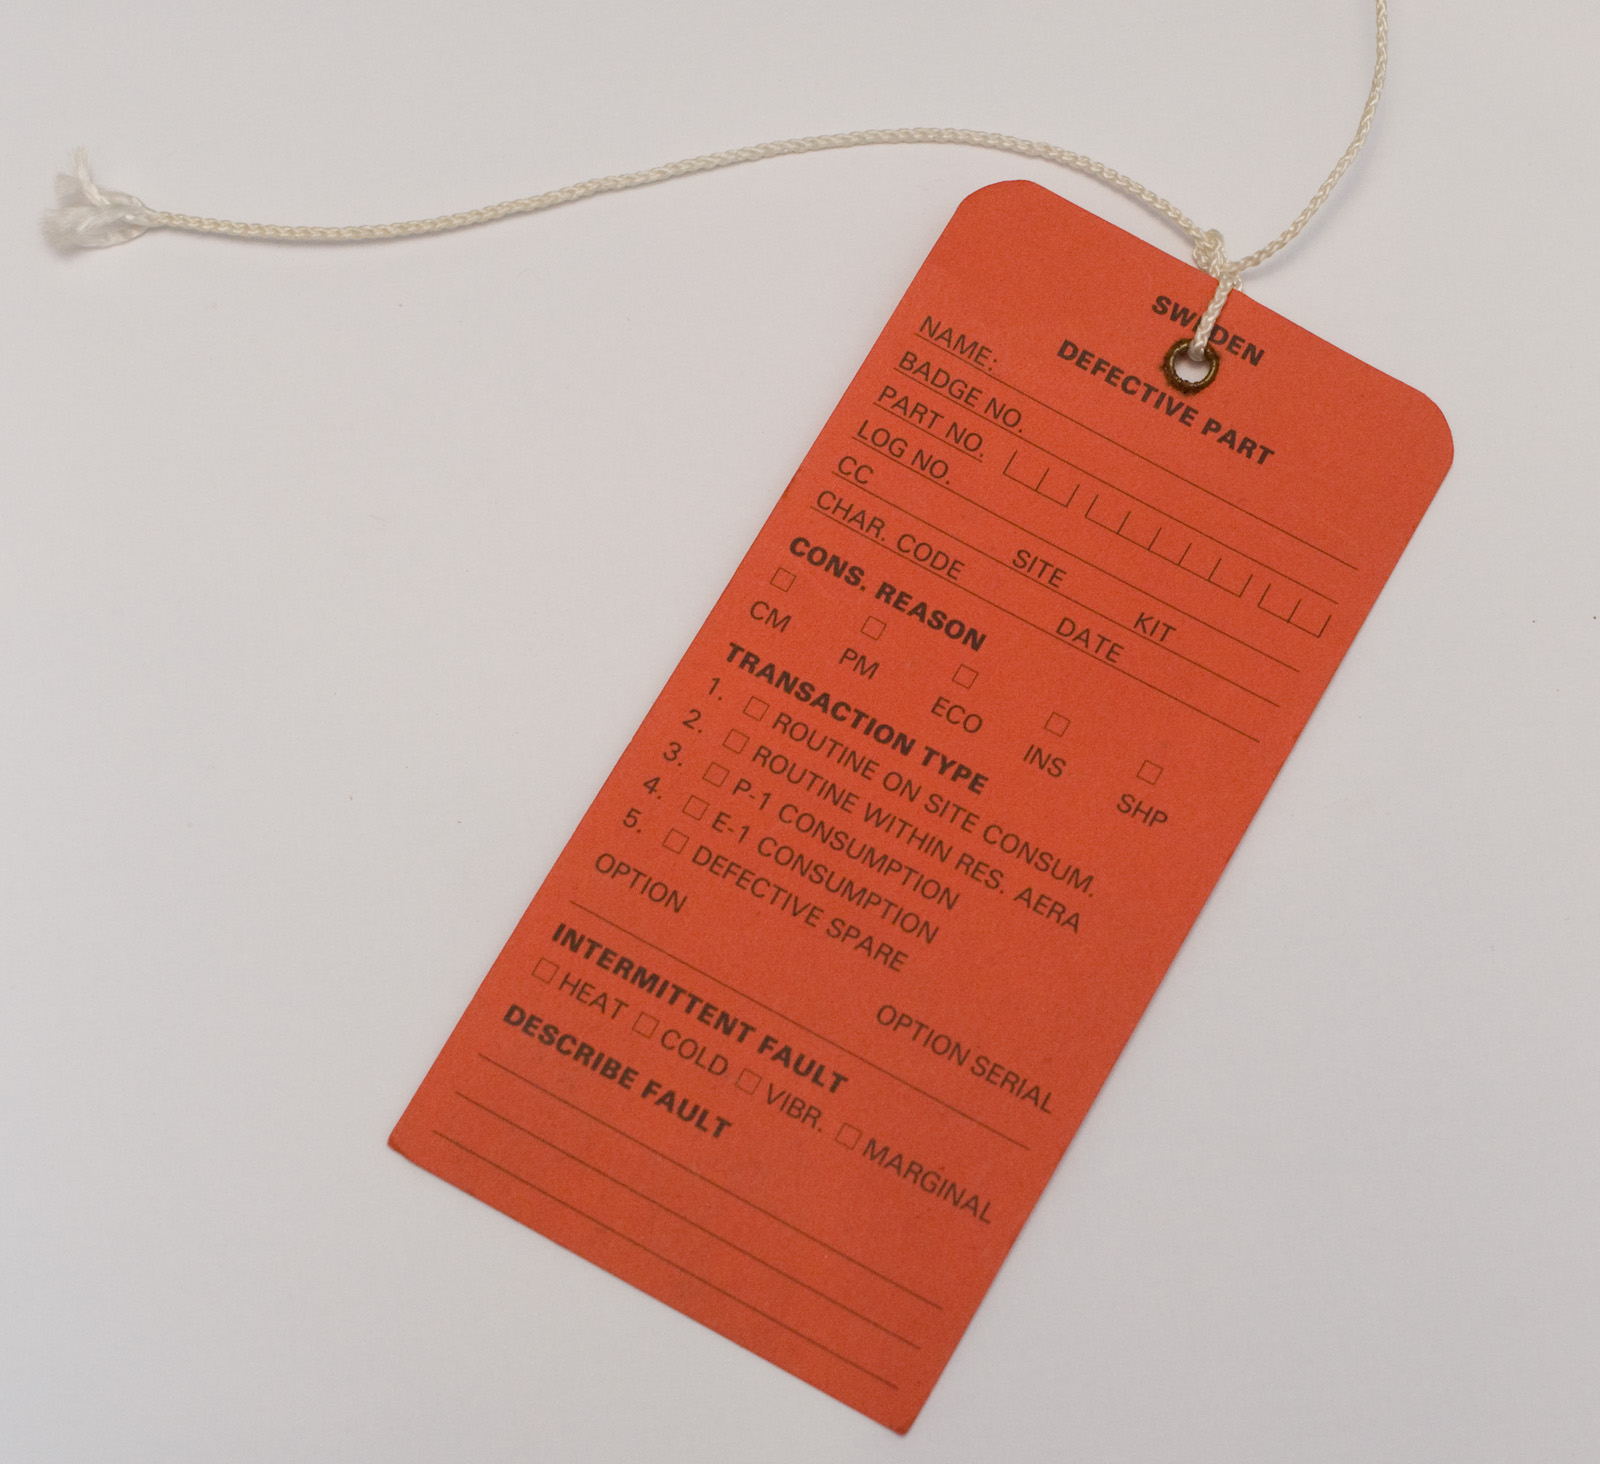 SWEDEN
DEFECTIVE PART
NAME:
BADGE NO.
PART NO.
LOG NO.
CC SITE KIT
CHAR. CODE DATE
CONS. REASON
CM PM ECO INS SHP
TRANSACTION TYPE
1. ROUTINE ON SITE CONSUM.
2. ROUTINE WITHIN RES. AERA
3. P-1 CONSUMPTION
4. E-1 CONSUMPTION
5. DEFECTIVE SPARE
OPTION OPTION SERIAL
INTERMITTENT FAULT
HEAT COLD VIBR. MARGINAL
DESCRIBE FAULT